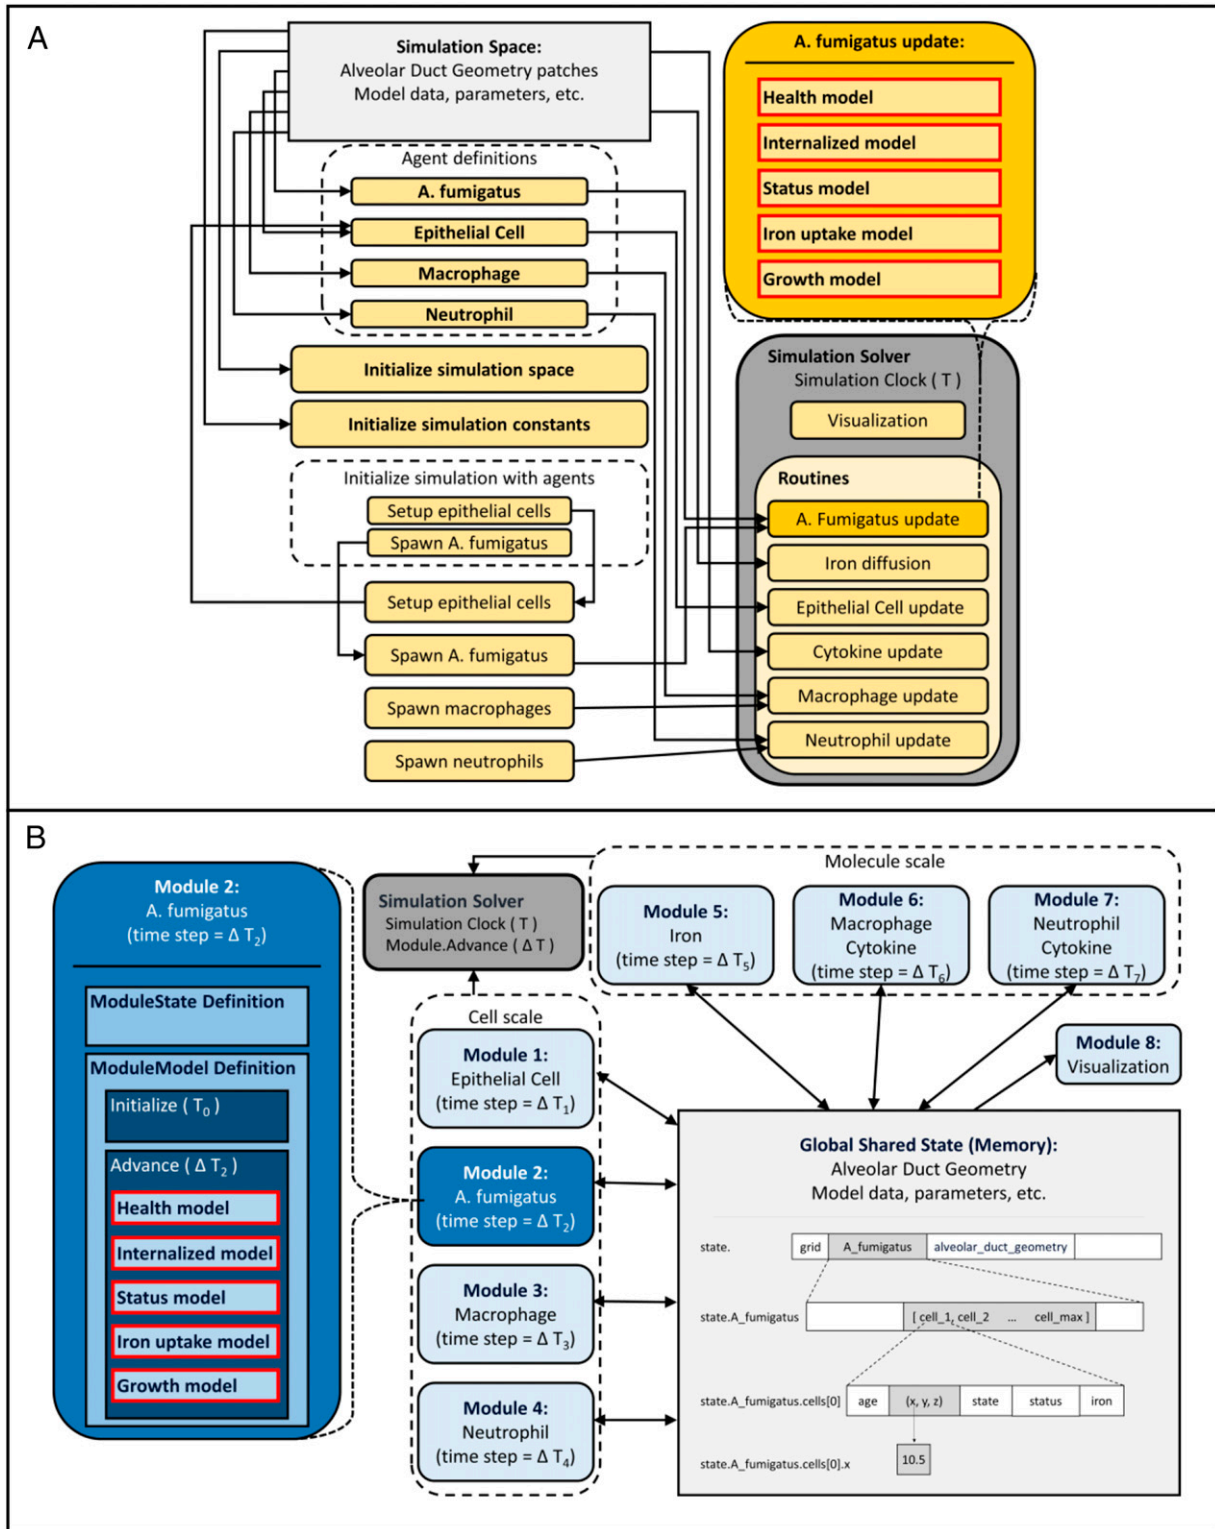 A
Simulation Space:
Alveolar Duct Geometry patches
Model data, parameters, etc.
Agent definitions
A. fumigatus
Epithelial Cell
Macrophage
Neutrophil
Initialize simulation space
Initialize simulation constants
Initialize simulation with agents
Setup epithelial cells
Spawn A. fumigatus
Setup epithelial cells
Spawn A. fumigatus
Spawn macrophages
Spawn neutrophils
A. fumigatus update:
Health model
Internalized model
Status model
Iron uptake model
Growth model
Simulation Solver
Simulation Clock ( T )
Visualization
Routines
A. Fumigatus update
Iron diffusion
Epithelial Cell update
Cytokine update
Macrophage update
Neutrophil update
B
Module 2:
A. fumigatus
(time step = Δ T2)
ModuleState Definition
ModuleModel Definition
Initialize ( T0 )
Advance ( Δ T2 )
Health model
Internalized model
Status model
Iron uptake model
Growth model
Simulation Solver
Simulation Clock ( T )
Module.Advance ( Δ T )
Molecule scale
Module 5:
Iron
(time step = Δ T5)
Module 6:
Macrophage
Cytokine
(time step = Δ T6)
Module 7:
Neutrophil
Cytokine
(time step = Δ T7)
Module 8:
Visualization
Cell scale
Module 1:
Epithelial Cell
(time step = Δ T1)
Module 2:
A. fumigatus
(time step = Δ T2)
Module 3:
Macrophage
(time step = Δ T3)
Module 4:
Neutrophil
(time step = Δ T4)
Global Shared State (Memory):
Alveolar Duct Geometry
Model data, parameters, etc.
state. grid A_fumigatus alveolar_duct_geometry
state.A_fumigatus [ cell_1, cell_2 ... cell_max ]
state.A_fumigatus.cells[0] age (x, y, z) state status iron
state.A_fumigatus.cells[0].x 10.5